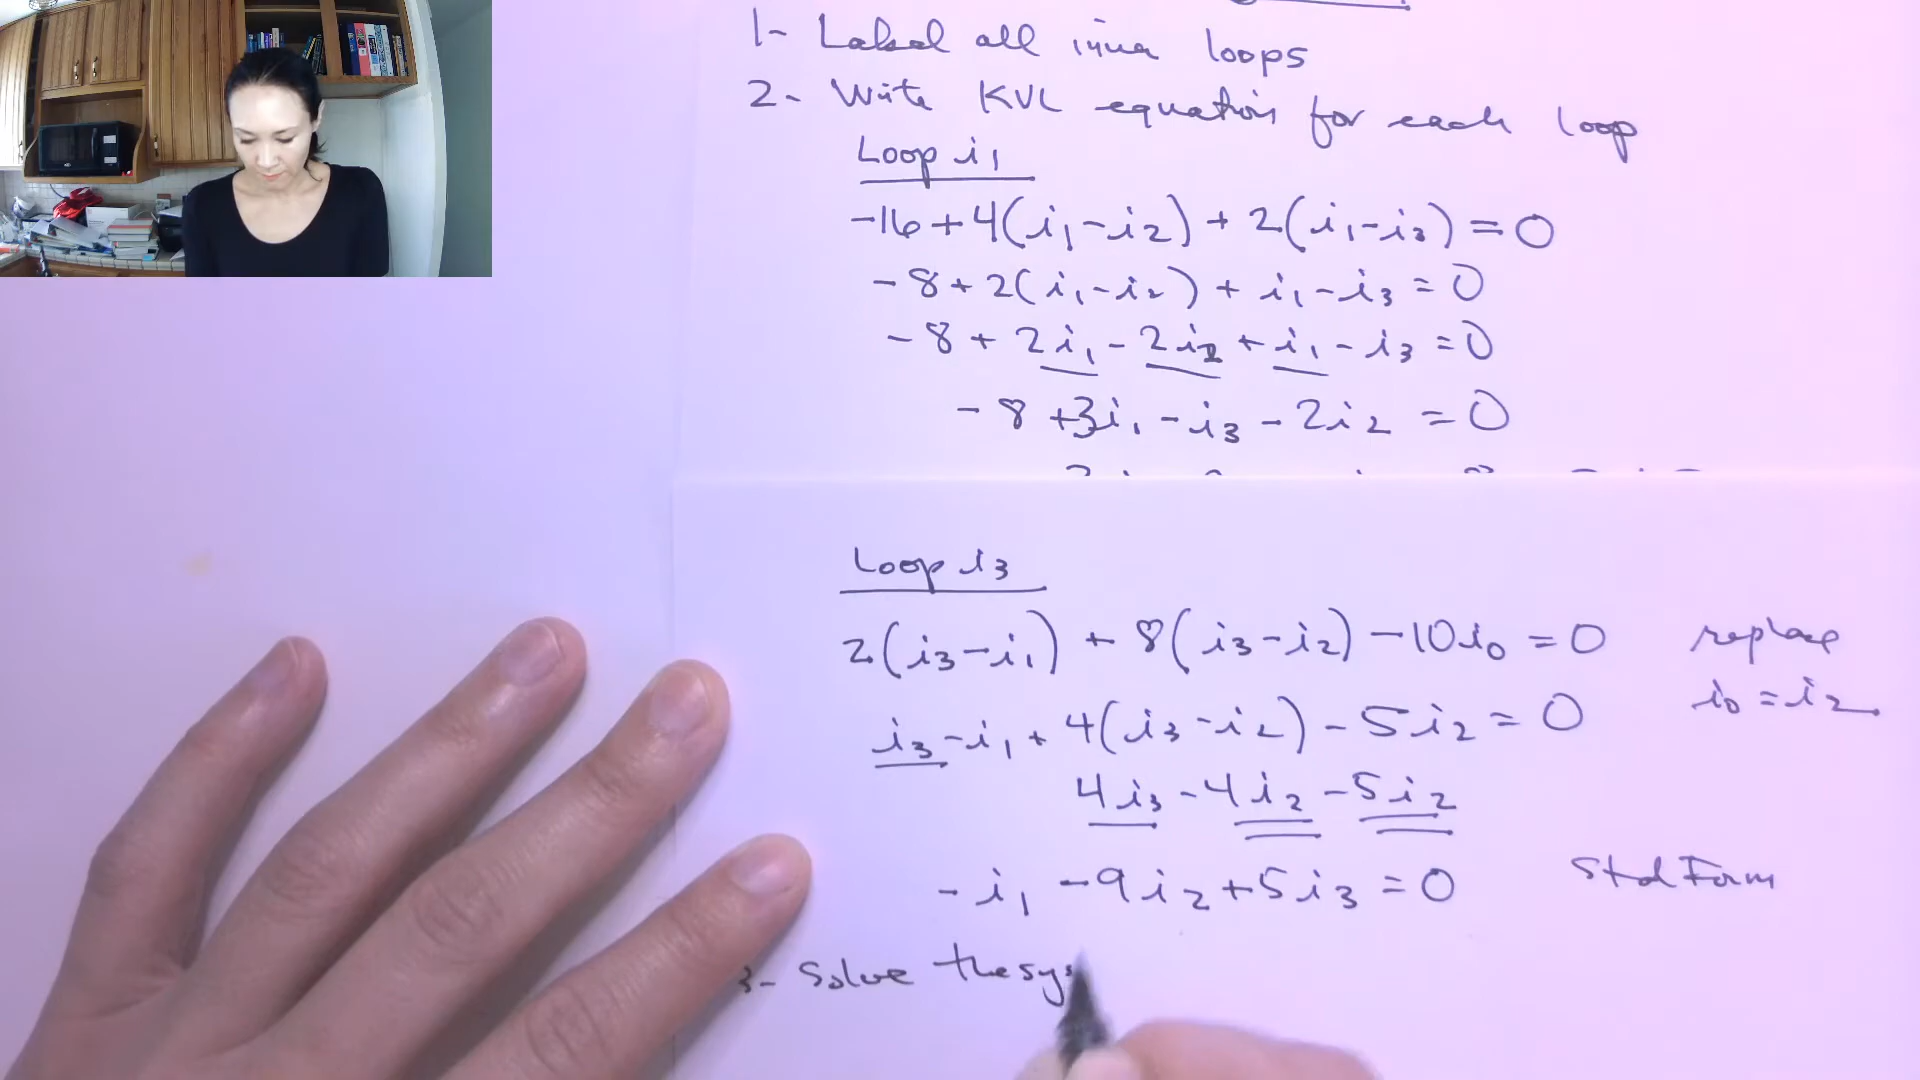 1- Label all inner loops
2- Write KVL equation for each loop
Loop i1
-16+4(i1-i2)+2(i1-i3)=0
-8+2(i1-i2)+i1-i3=0
-8+2i1-2i2+i1-i3=0
-8+3i1-i3-2i2=0
Loop i3
2(i3-i1)+8(i3-i2)-10i0=0 replace
i0=i2
i3-i1+4(i3-i2)-5i2=0
4i3-4i2-5i2
-i1-9i2+5i3=0 Std Form
3- Solve the sys